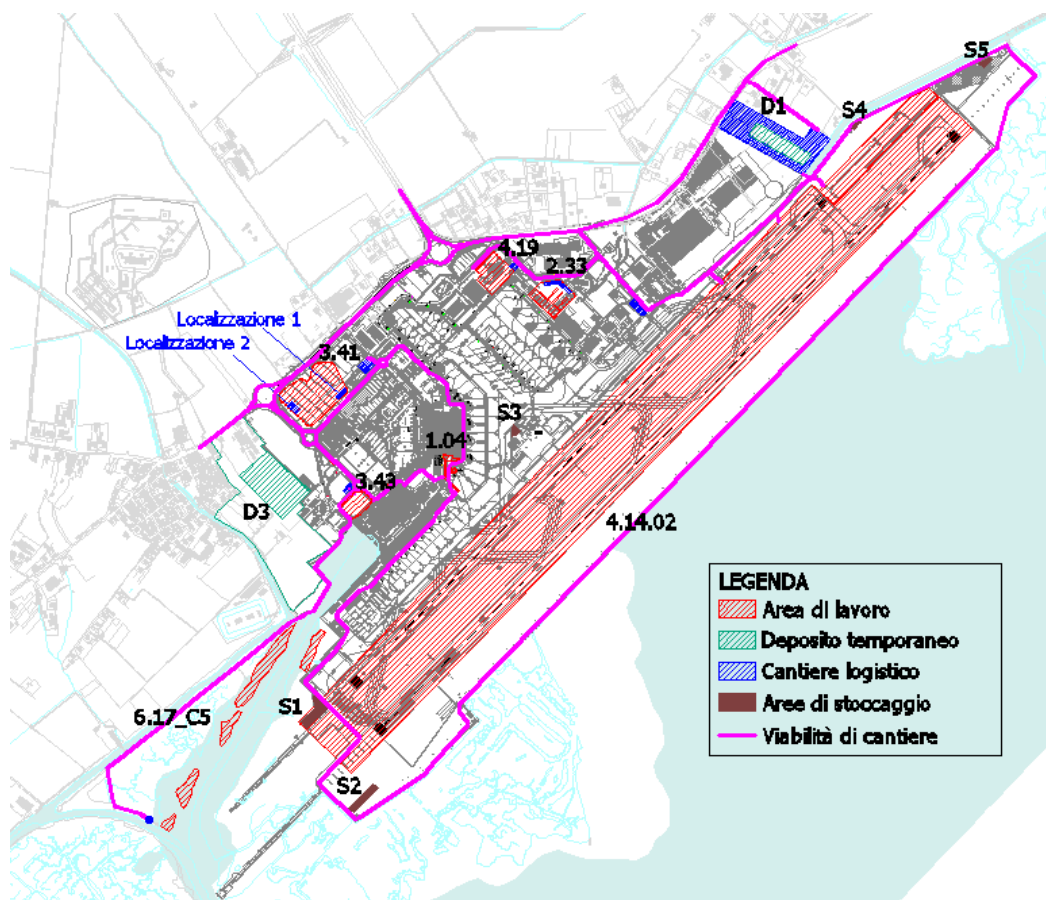 S5
D1
S4
4.19
2.33
Localizzazione 1
Localizzazione 2
3.41
S3
1.04
3.43
D3
4.14.02
LEGENDA
Area di lavoro
Deposito temporaneo
Cantiere logistico
Aree di stoccaggio
Viabilità di cantiere
S1
6.17_C5
S2